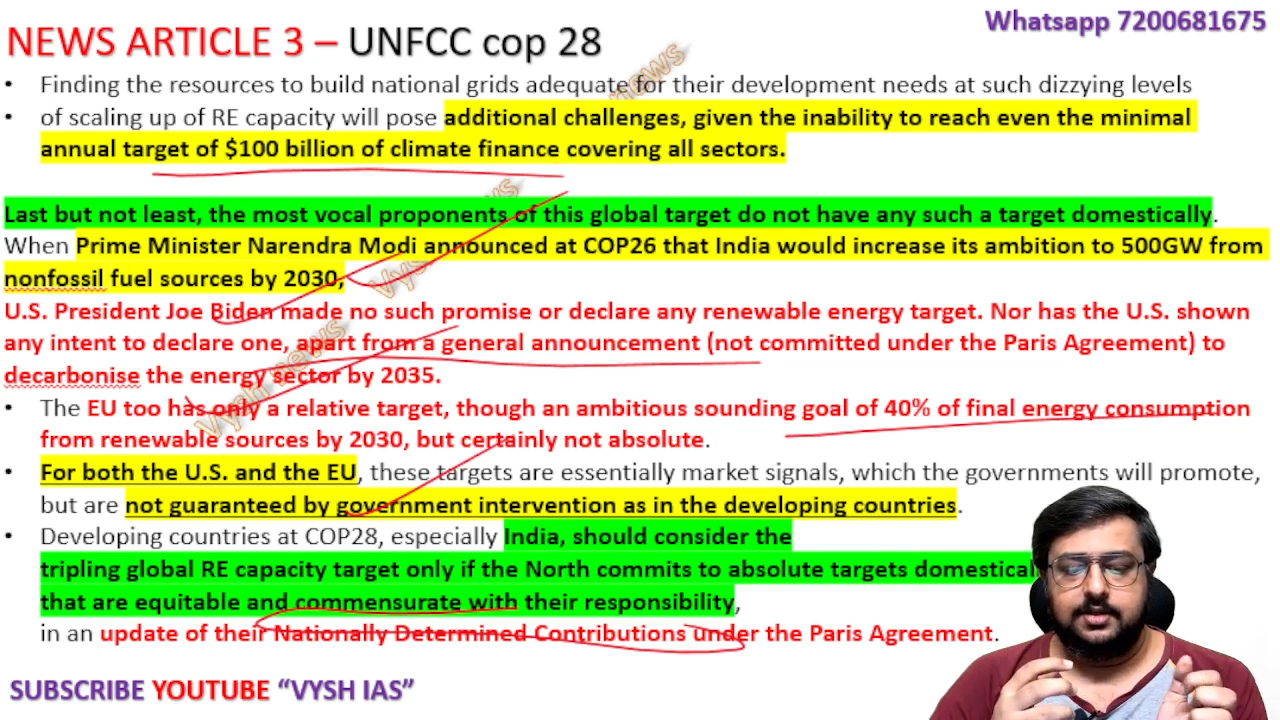 Whatsapp 7200681675
NEWS ARTICLE 3 – UNFCC cop 28
• Finding the resources to build national grids adequate for their development needs at such dizzying levels
• of scaling up of RE capacity will pose additional challenges, given the inability to reach even the minimal
annual target of $100 billion of climate finance covering all sectors.
Last but not least, the most vocal proponents of this global target do not have any such a target domestically.
When Prime Minister Narendra Modi announced at COP26 that India would increase its ambition to 500GW from
nonfossil fuel sources by 2030,
U.S. President Joe Biden made no such promise or declare any renewable energy target. Nor has the U.S. shown
any intent to declare one, apart from a general announcement (not committed under the Paris Agreement) to
decarbonise the energy sector by 2035.
• The EU too has only a relative target, though an ambitious sounding goal of 40% of final energy consumption
from renewable sources by 2030, but certainly not absolute.
• For both the U.S. and the EU, these targets are essentially market signals, which the governments will promote,
but are not guaranteed by government intervention as in the developing countries.
• Developing countries at COP28, especially India, should consider the
tripling global RE capacity target only if the North commits to absolute targets domestical
that are equitable and commensurate with their responsibility,
in an update of their Nationally Determined Contributions under the Paris Agreement.
SUBSCRIBE YOUTUBE “VYSH IAS”
Vysh news